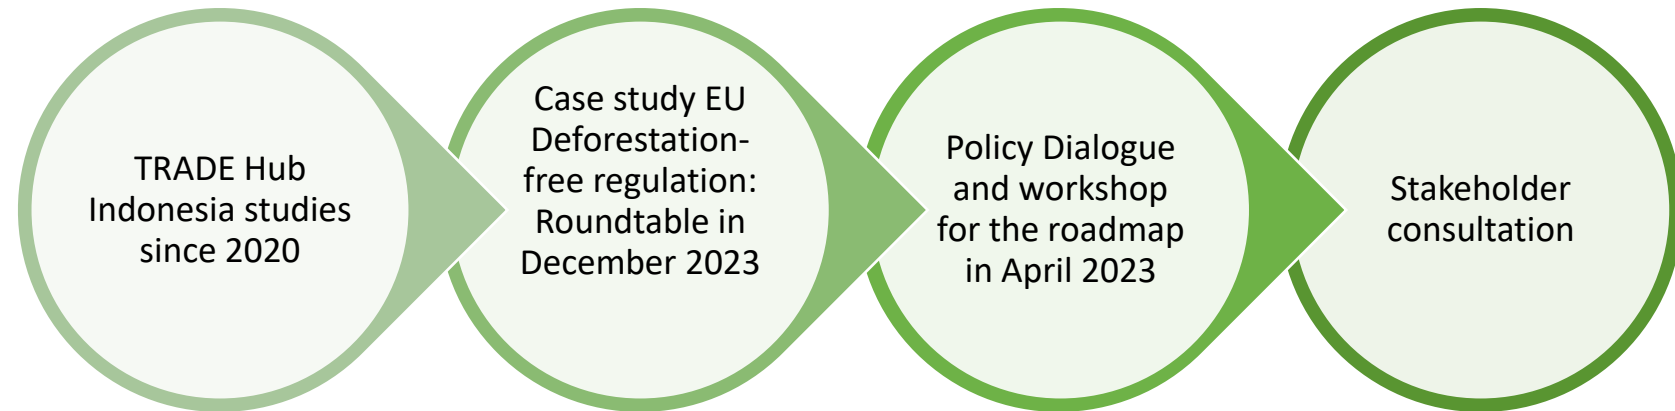 TRADE Hub
Indonesia studies
since 2020
Case study EU
Deforestation-
free regulation:
Roundtable in
December 2023
Policy Dialogue
and workshop
for the roadmap
in April 2023
Stakeholder
consultation